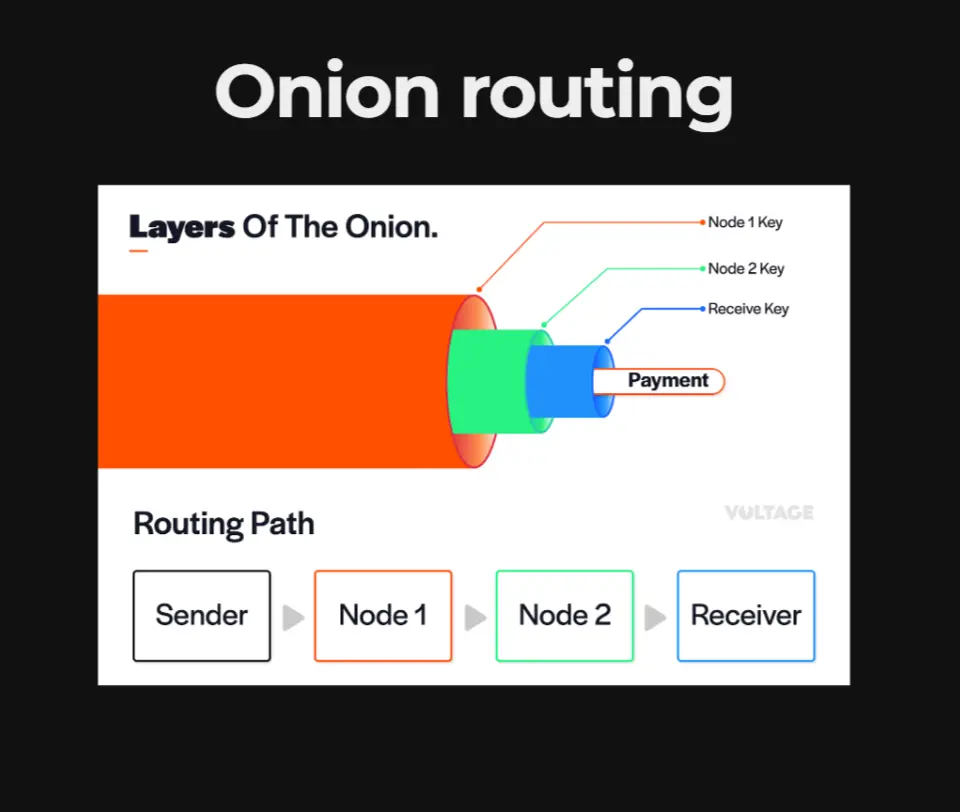 Onion routing
Layers Of The Onion.
Node 1 Key
Node 2 Key
Receive Key
Payment
Routing Path
VOLTAGE
Sender
Node 1
Node 2
Receiver